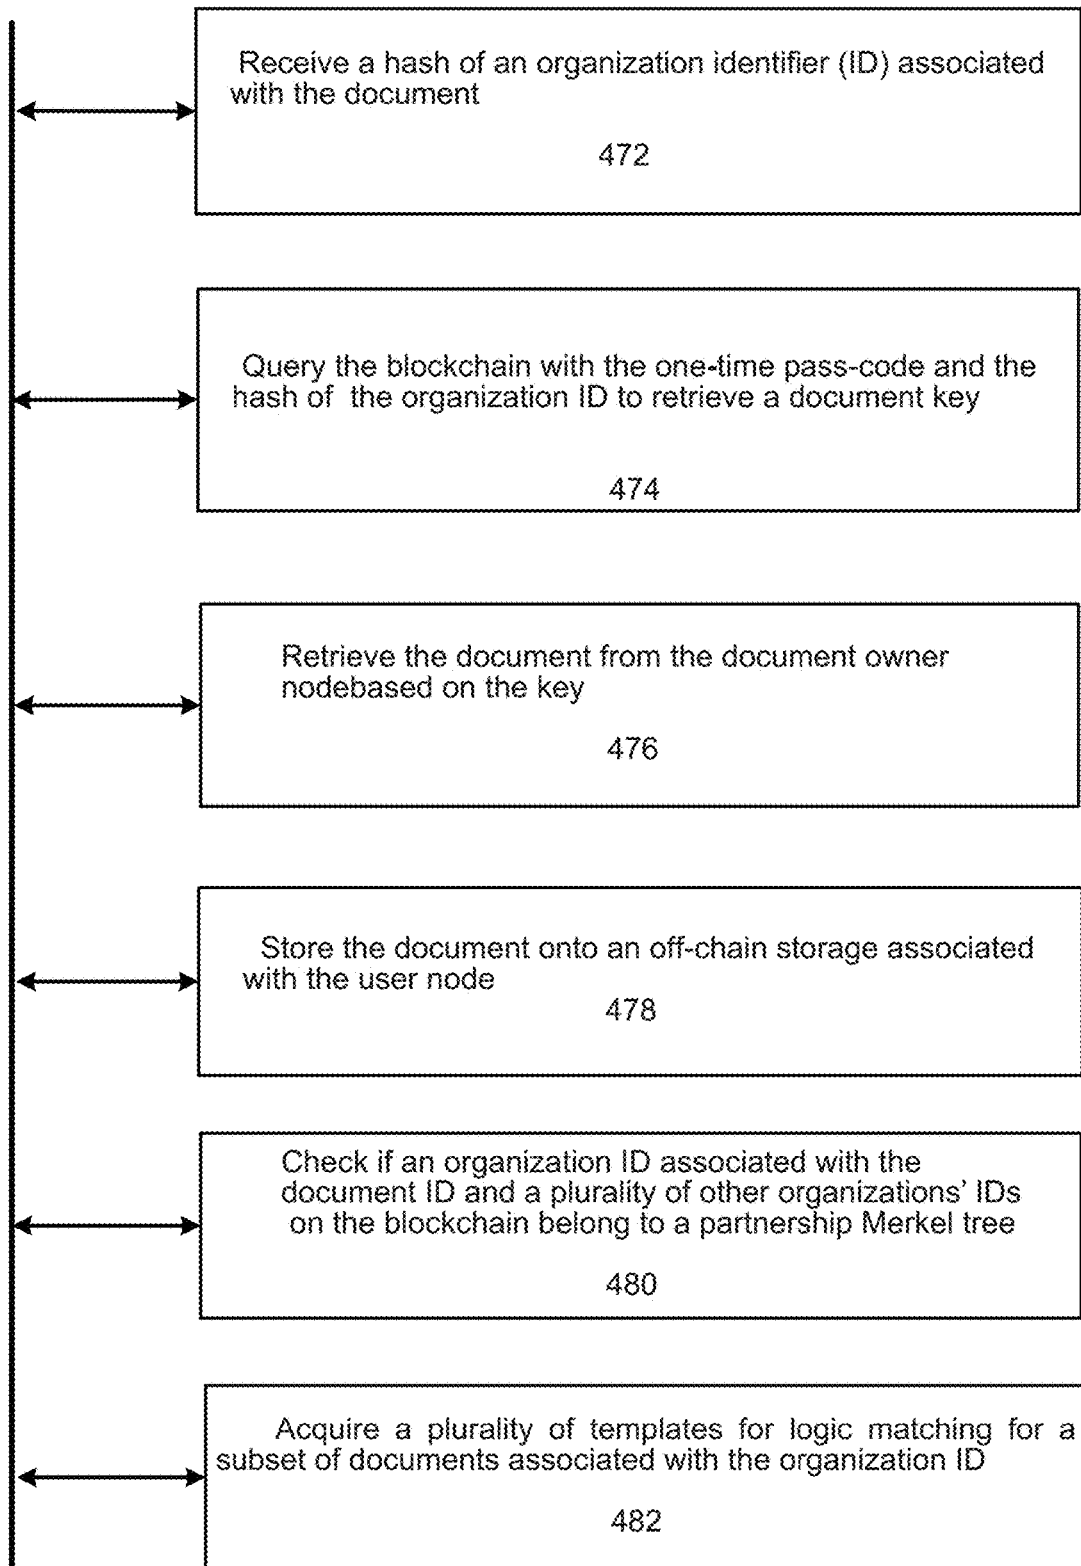 Receive a hash of an organization identifier (ID) associated
with the document
472
Query the blockchain with the one-time pass-code and the
hash of the organization ID to retrieve a document key
474
Retrieve the document from the document owner
nodebased on the key
476
Store the document onto an off-chain storage associated
with the user node
478
Check if an organization ID associated with the
document ID and a plurality of other organizations’ IDs
on the blockchain belong to a partnership Merkel tree
480
Acquire a plurality of templates for logic matching for a
subset of documents associated with the organization ID
482